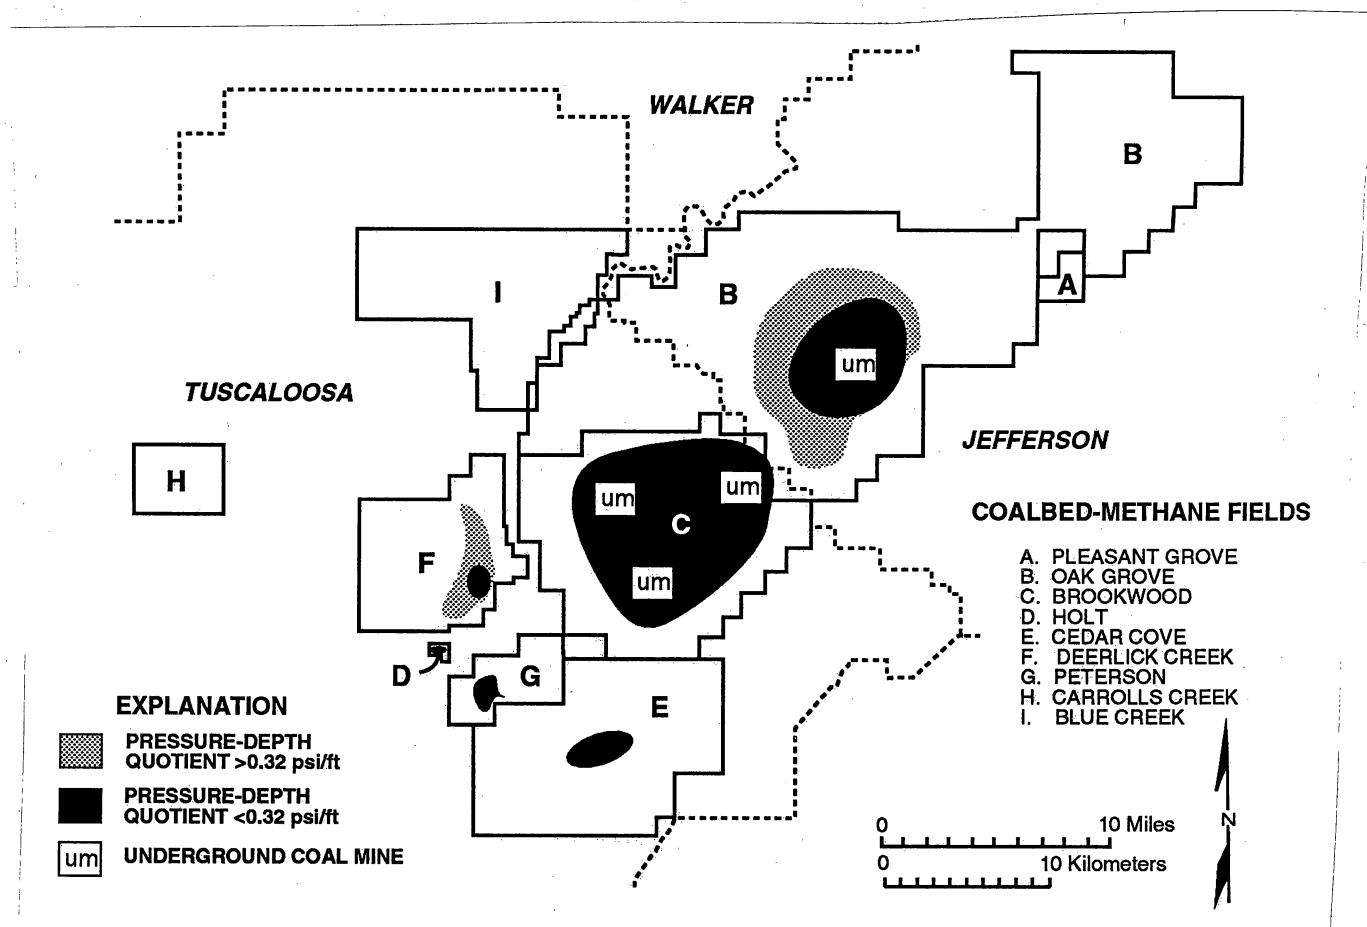 WALKER
B
A
I
B
um
TUSCALOOSA
JEFFERSON
H
um
um
C
COALBED-METHANE FIELDS
F
um
A. PLEASANT GROVE
B. OAK GROVE
C. BROOKWOOD
D. HOLT
E. CEDAR COVE
F. DEERLICK CREEK
G. PETERSON
H. CARROLLS CREEK
I. BLUE CREEK
D
G
E
EXPLANATION
PRESSURE-DEPTH
QUOTIENT >0.32 psi/ft
PRESSURE-DEPTH
QUOTIENT <0.32 psi/ft
um UNDERGROUND COAL MINE
0 10 Miles
0 10 Kilometers
N